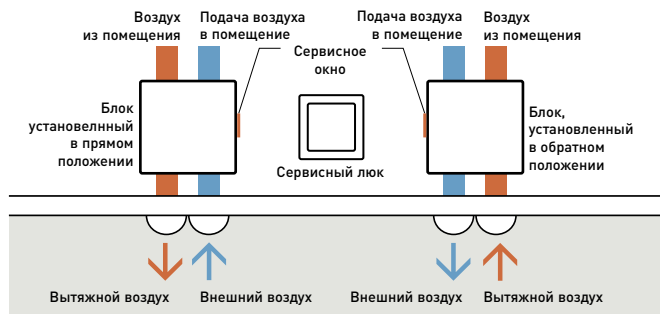 Воздух
из помещения
Подача воздуха
в помещение
Подача воздуха
в помещение
Воздух
из помещения
Сервисное
окно
Блок
установелнный
в прямом
положении
Сервисный люк
Блок,
установленный
в обратном
положении
Вытяжной воздух
Внешний воздух
Внешний воздух
Вытяжной воздух